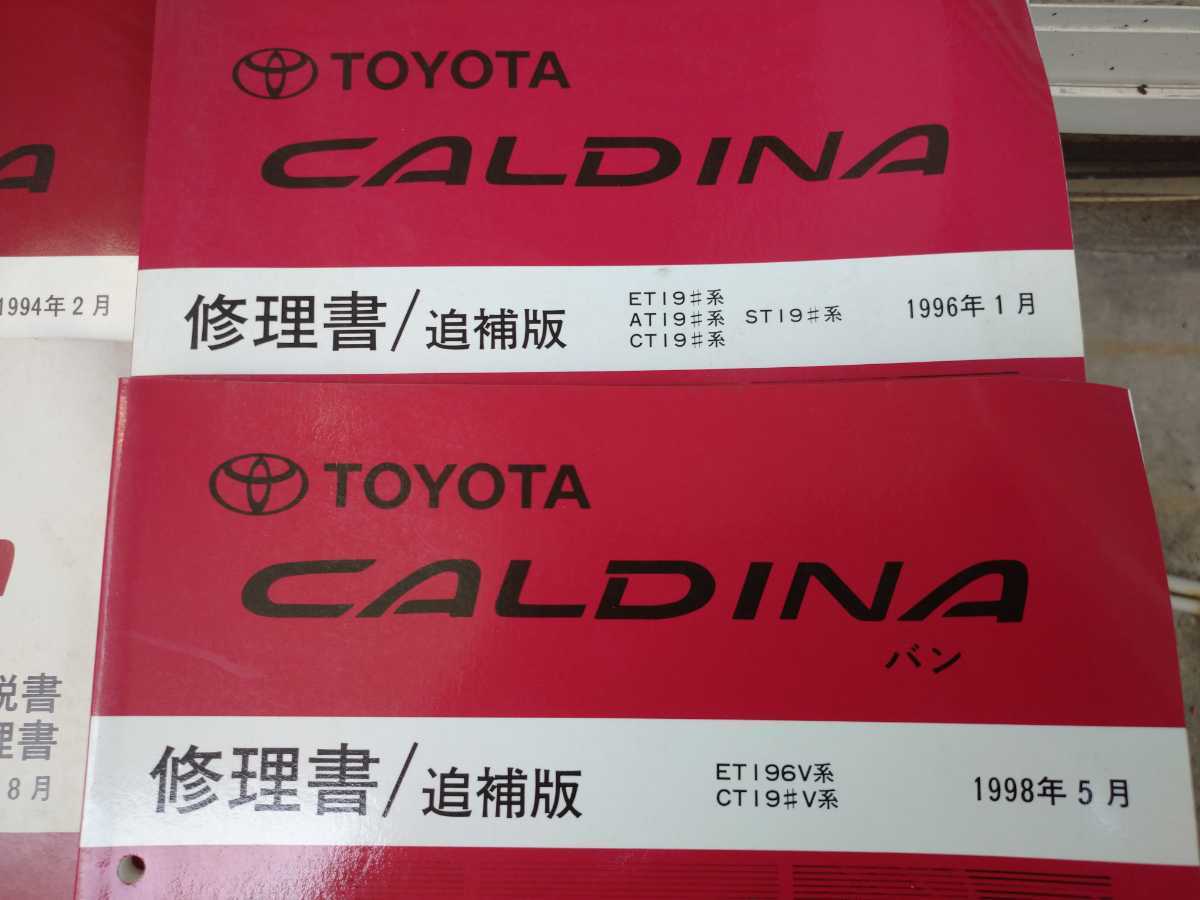 TOYOTA
CALDINA
修理書/追補版
ET19#系
AT19#系 ST19#系
CT19#系
1996年1月
TOYOTA
CALDINA
バン
修理書/追補版
ET196V系
CT19#V系
1998年5月
A
1994年2月
説書
理書
8月